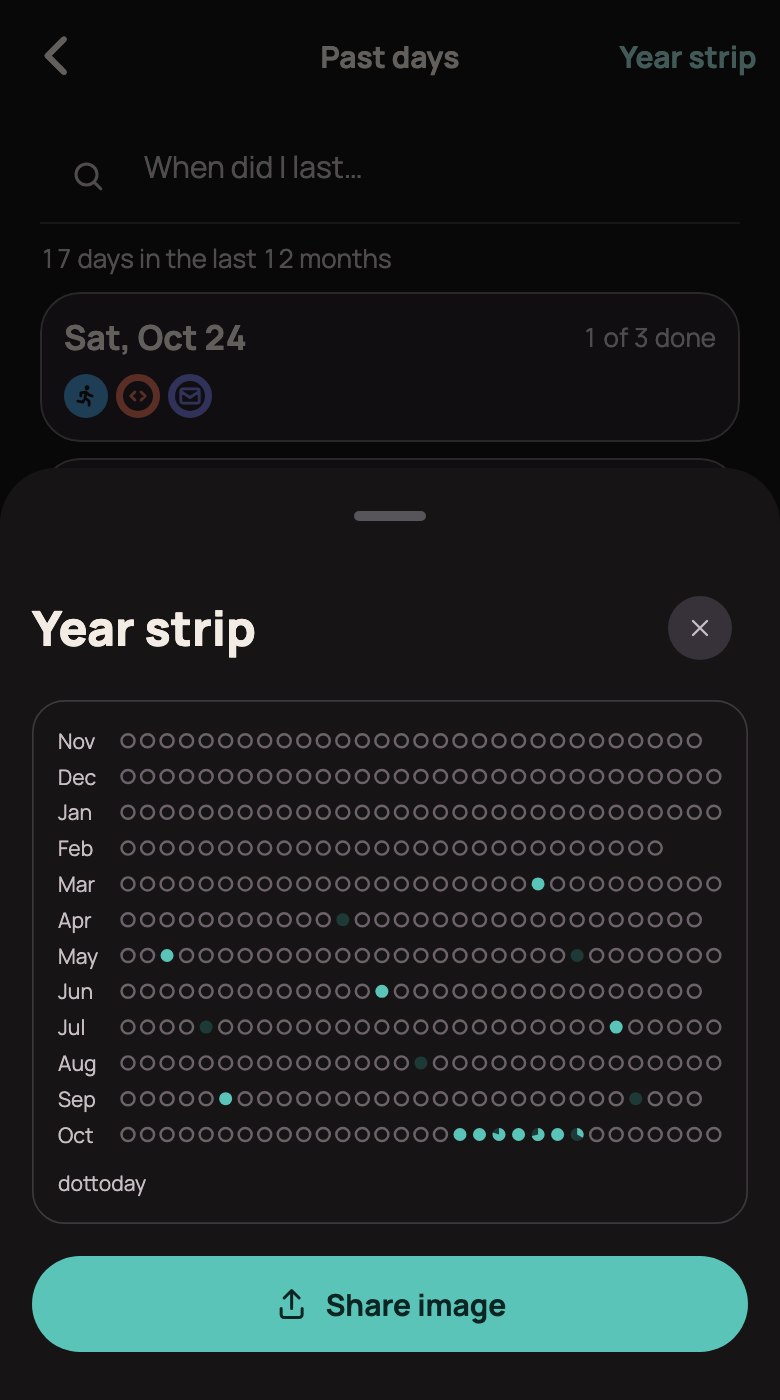 Past days
Year strip
When did I last...
17 days in the last 12 months
Sat, Oct 24
1 of 3 done
Year strip
Nov
Dec
Jan
Feb
Mar
Apr
May
Jun
Jul
Aug
Sep
Oct
dottoday
Share image